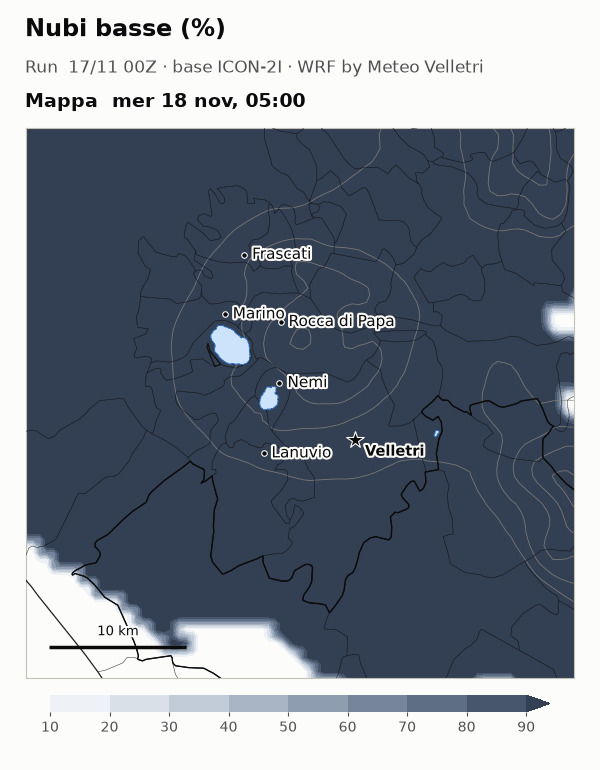 Nubi basse (%)
Run  17/11 00Z · base ICON-2I · WRF by Meteo Velletri
Mappa  mer 18 nov, 05:00
Frascati
Marino
Rocca di Papa
Nemi
Velletri
Lanuvio
10 km
10 20 30 40 50 60 70 80 90